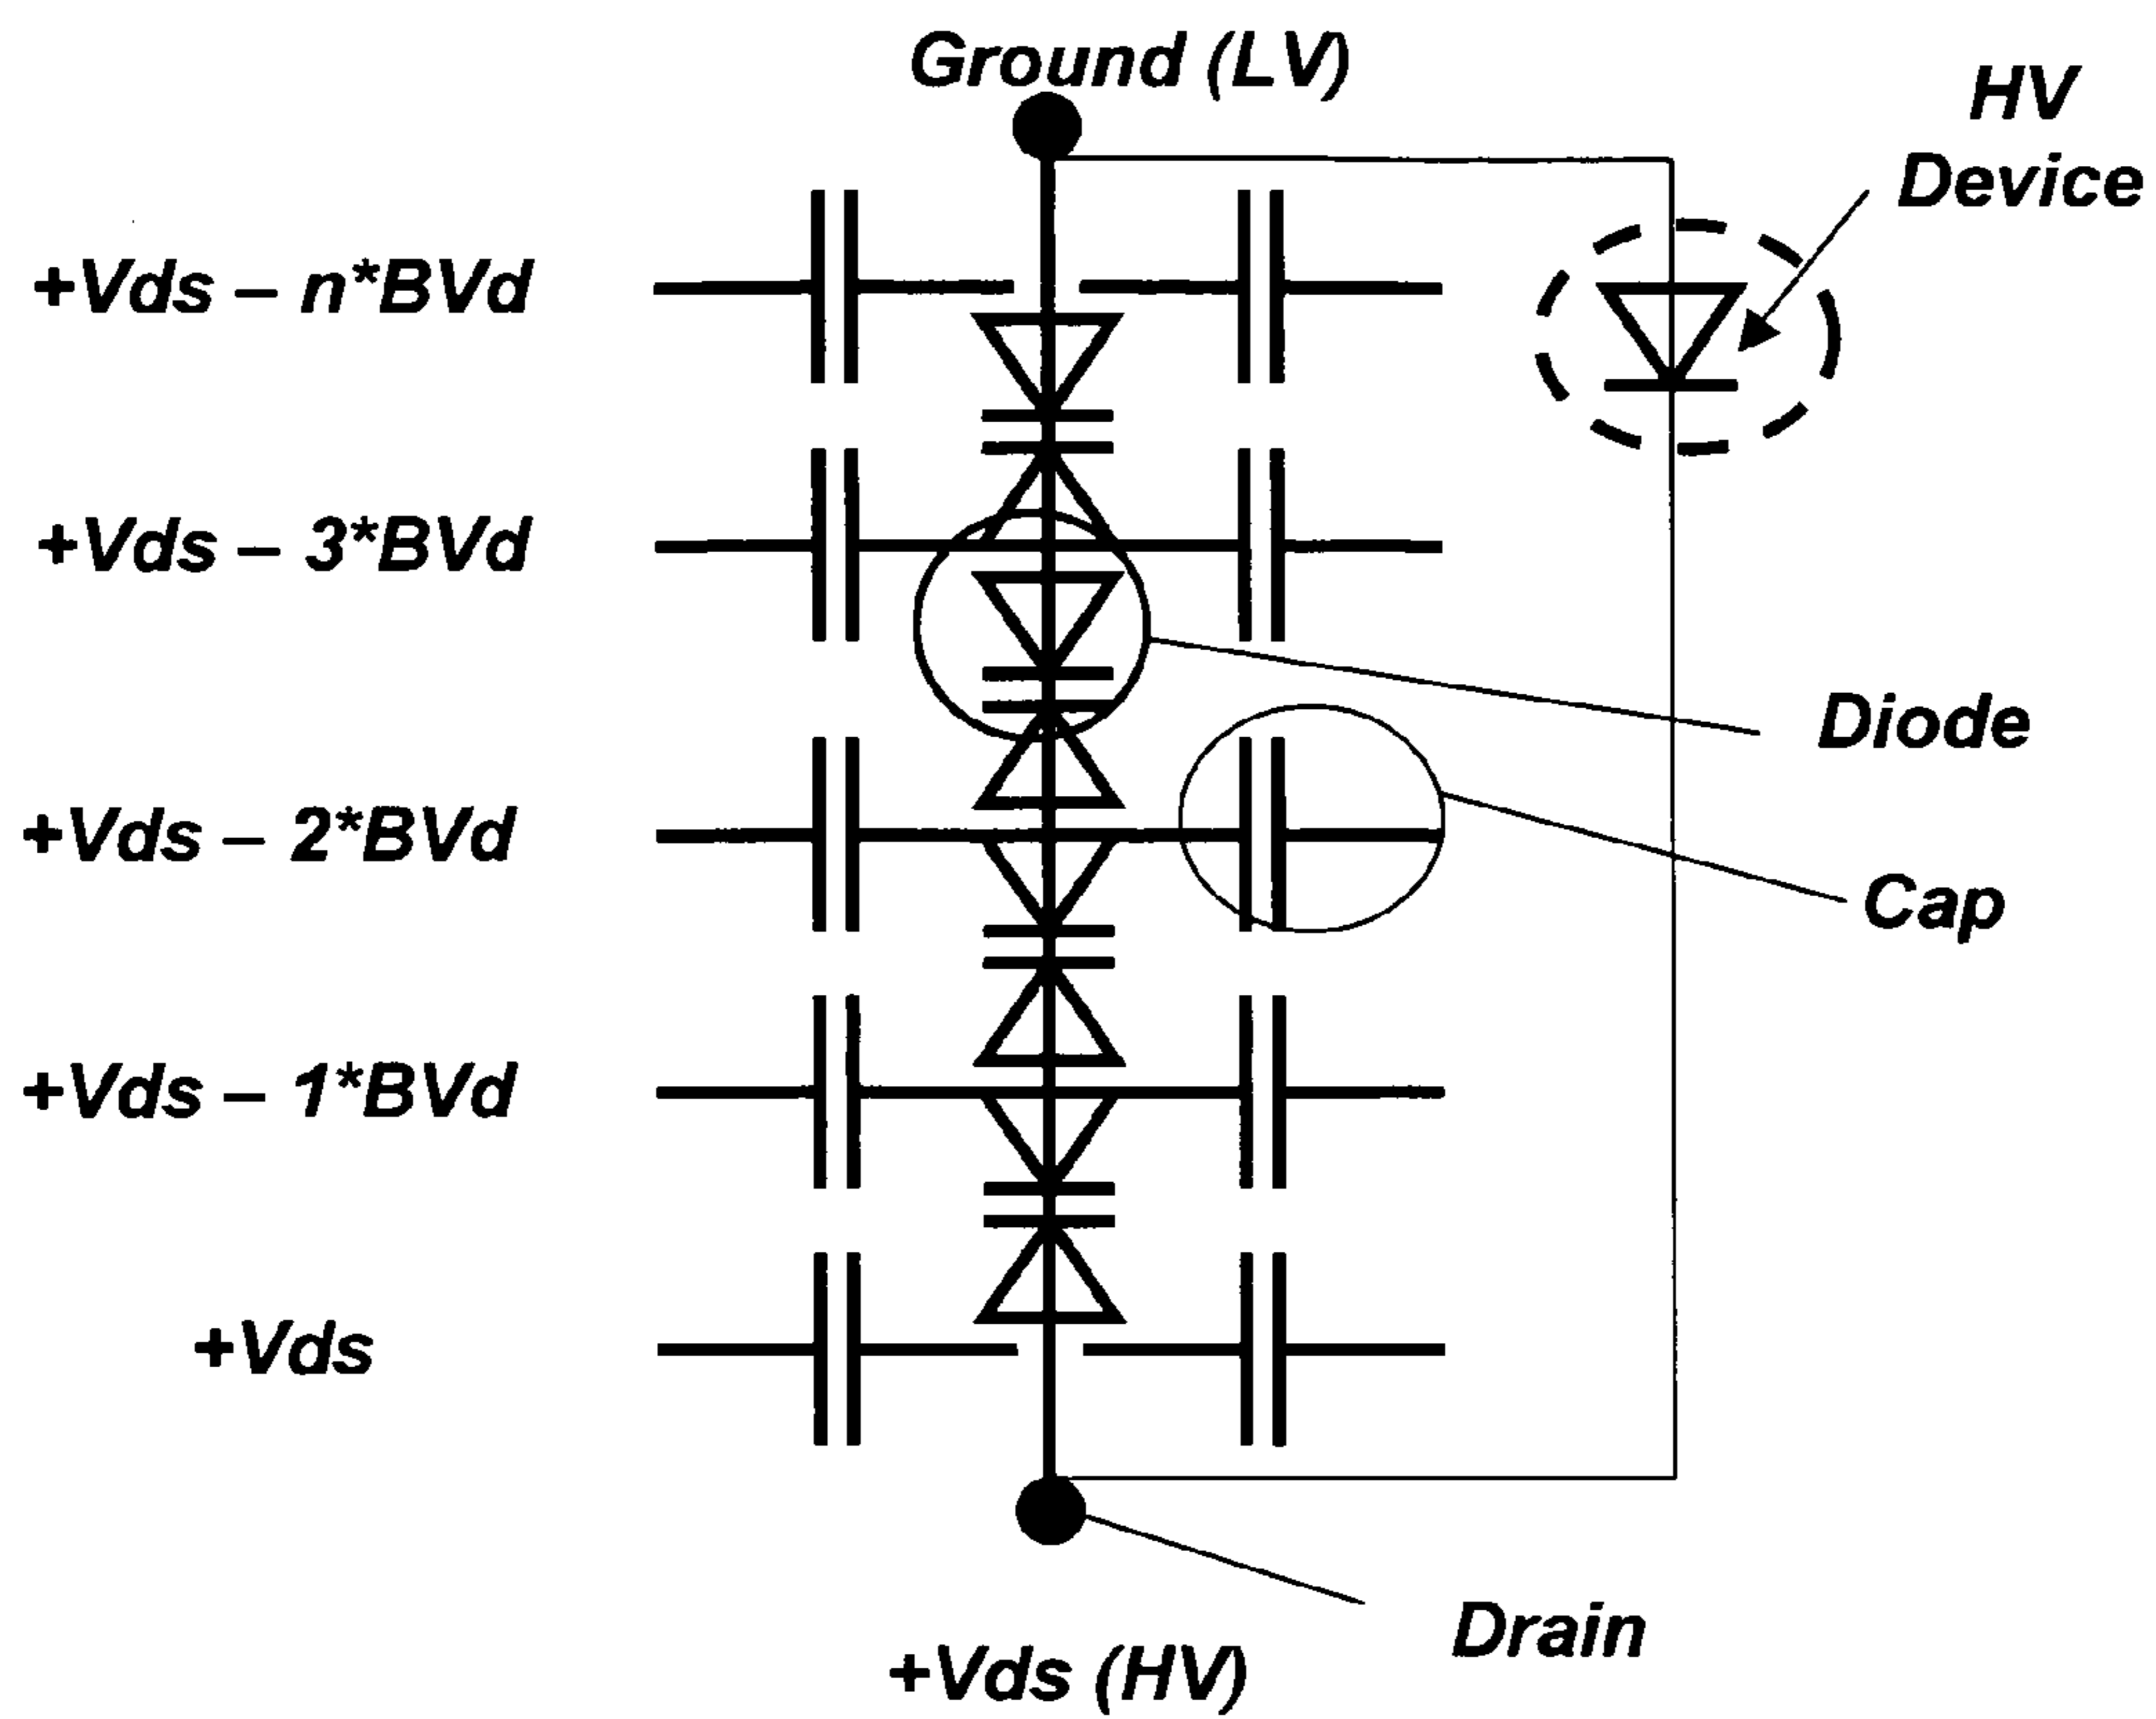 Ground (LV)
HV
Device
+Vds – n*BVd
+Vds – 3*BVd
Diode
+Vds – 2*BVd
Cap
+Vds – 1*BVd
+Vds
Drain
+Vds (HV)